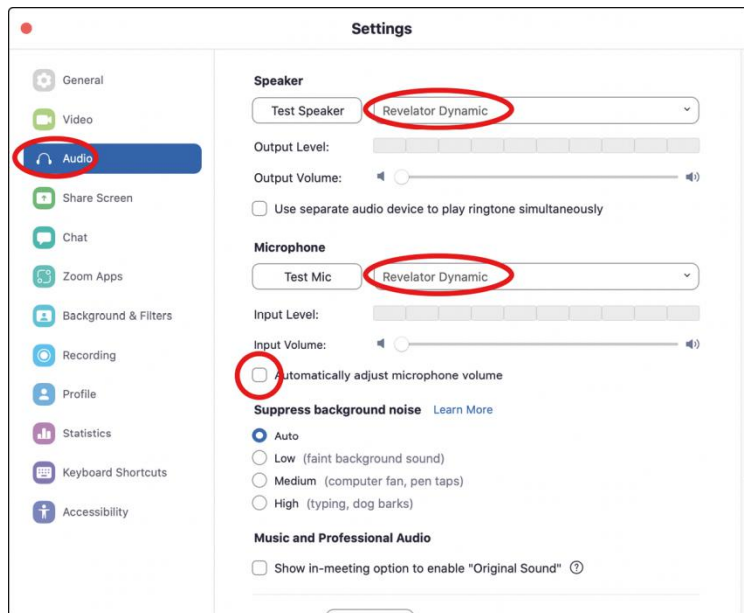 Settings
General
Video
Audio
Share Screen
Chat
Zoom Apps
Background & Filters
Recording
Profile
Statistics
Keyboard Shortcuts
Accessibility
Speaker
Test Speaker Revelator Dynamic
Output Level:
Output Volume:
Use separate audio device to play ringtone simultaneously
Microphone
Test Mic Revelator Dynamic
Input Level:
Input Volume:
Automatically adjust microphone volume
Suppress background noise Learn More
Auto
Low (faint background sound)
Medium (computer fan, pen taps)
High (typing, dog barks)
Music and Professional Audio
Show in-meeting option to enable "Original Sound" ?